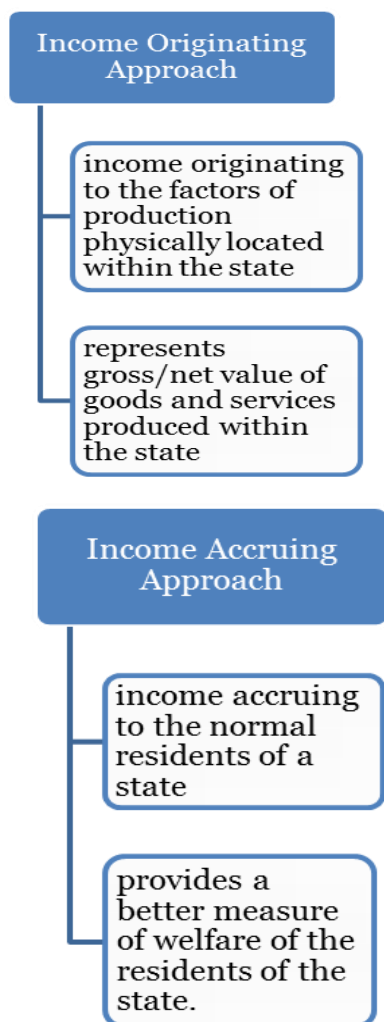 Income Originating
Approach
income originating
to the factors of
production
physically located
within the state
represents
gross/net value of
goods and services
produced within
the state
Income Accruing
Approach
income accruing
to the normal
residents of a
state
provides a
better measure
of welfare of the
residents of the
state.